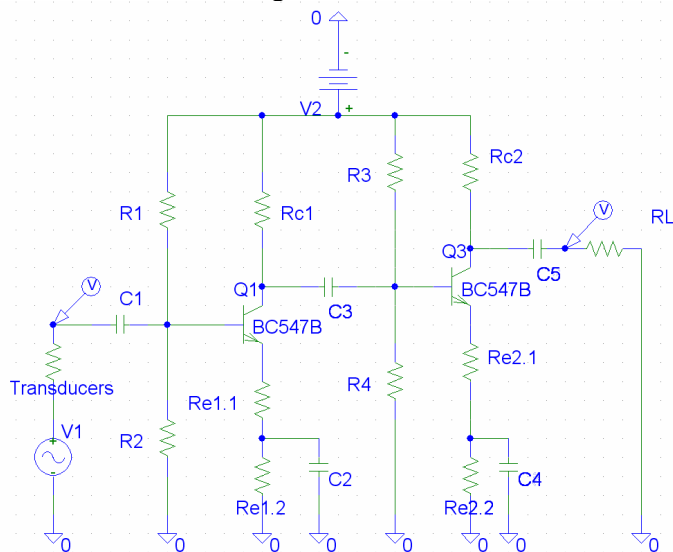 0
-
V2
+
R3
Rc2
R1
Rc1
V
RL
V
Q3
C1
Q1
C5
BC547B
C3
BC547B
Transducers
Re1.1
R4
Re2.1
V1
+
R2
-
C2
C4
Re1.2
Re2.2
0
0
0
0
0
0
0
0